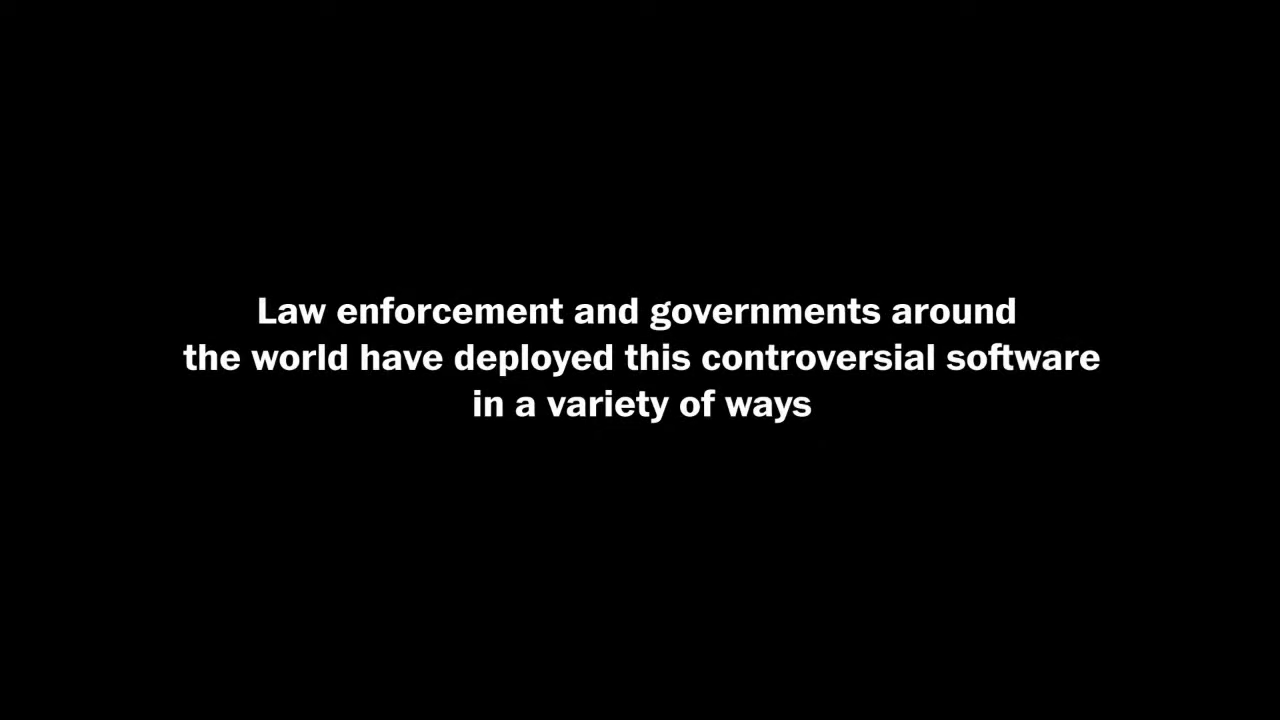 Law enforcement and governments around
the world have deployed this controversial software
in a variety of ways